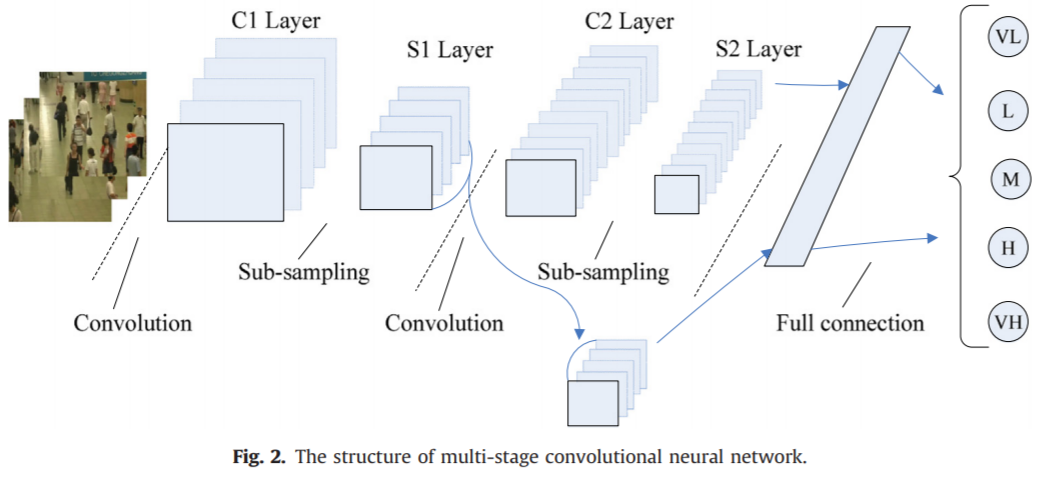 C1 Layer
S1 Layer
C2 Layer
S2 Layer
VL
L
M
H
VH
Sub-sampling
Sub-sampling
Convolution
Convolution
Full connection
Fig. 2. The structure of multi-stage convolutional neural network.